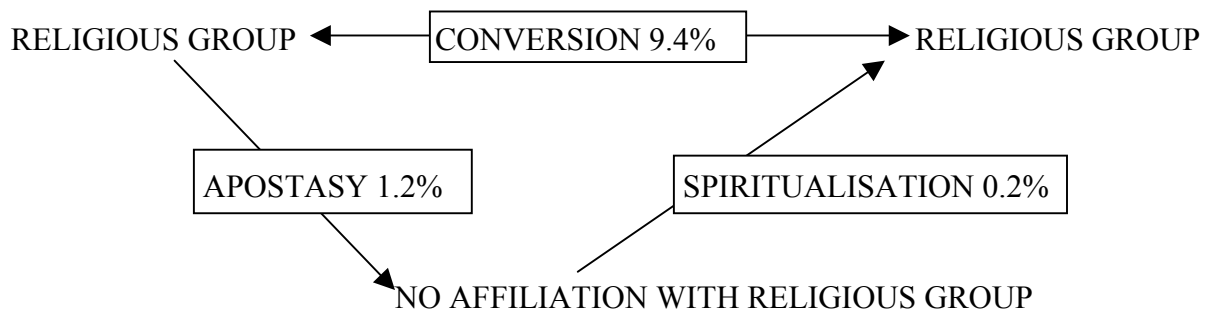 RELIGIOUS GROUP CONVERSION 9.4% RELIGIOUS GROUP
APOSTASY 1.2% SPIRITUALISATION 0.2%
NO AFFILIATION WITH RELIGIOUS GROUP